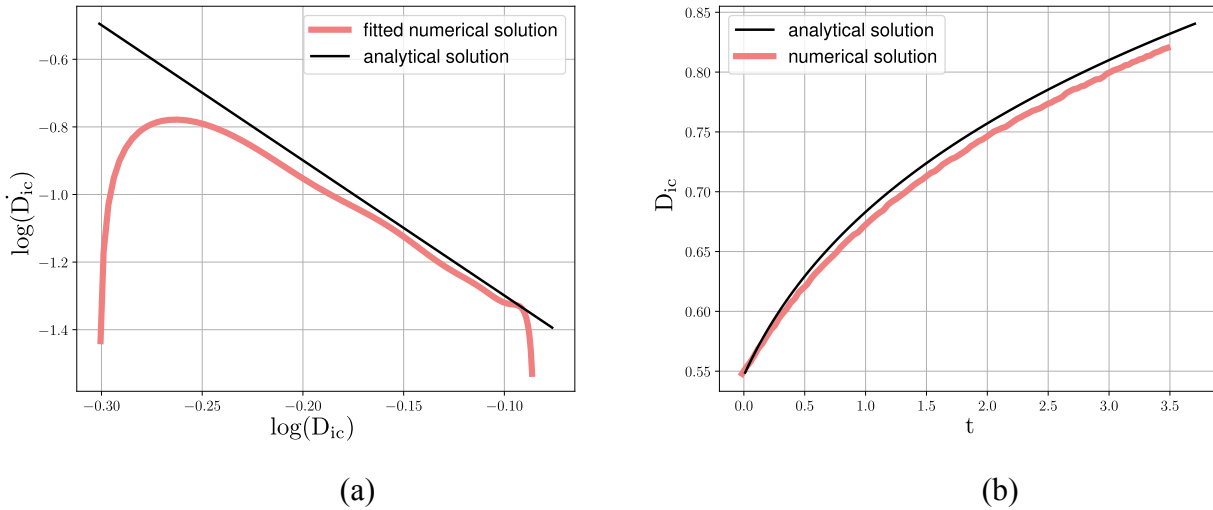 fitted numerical solution
analytical solution
−0.6
−0.8
−1.0
−1.2
−1.4
log(Ḋic)
−0.30
−0.25
−0.20
−0.15
−0.10
log(Dic)
(a)
analytical solution
numerical solution
0.85
0.80
0.75
0.70
0.65
0.60
0.55
Dic
0.0
0.5
1.0
1.5
2.0
2.5
3.0
3.5
t
(b)